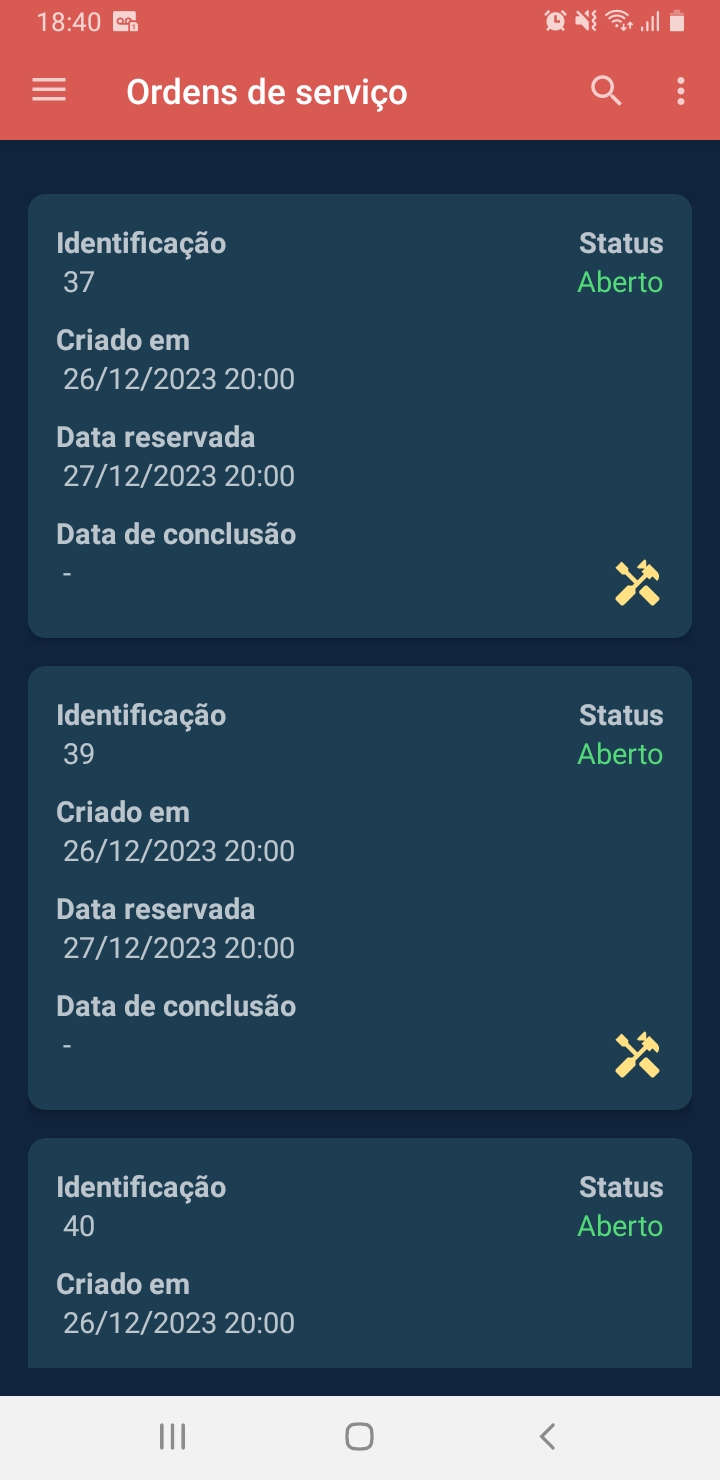 18:40
Ordens de serviço
Identificação Status
37 Aberto
Criado em
26/12/2023 20:00
Data reservada
27/12/2023 20:00
Data de conclusão
-
Identificação Status
39 Aberto
Criado em
26/12/2023 20:00
Data reservada
27/12/2023 20:00
Data de conclusão
-
Identificação Status
40 Aberto
Criado em
26/12/2023 20:00